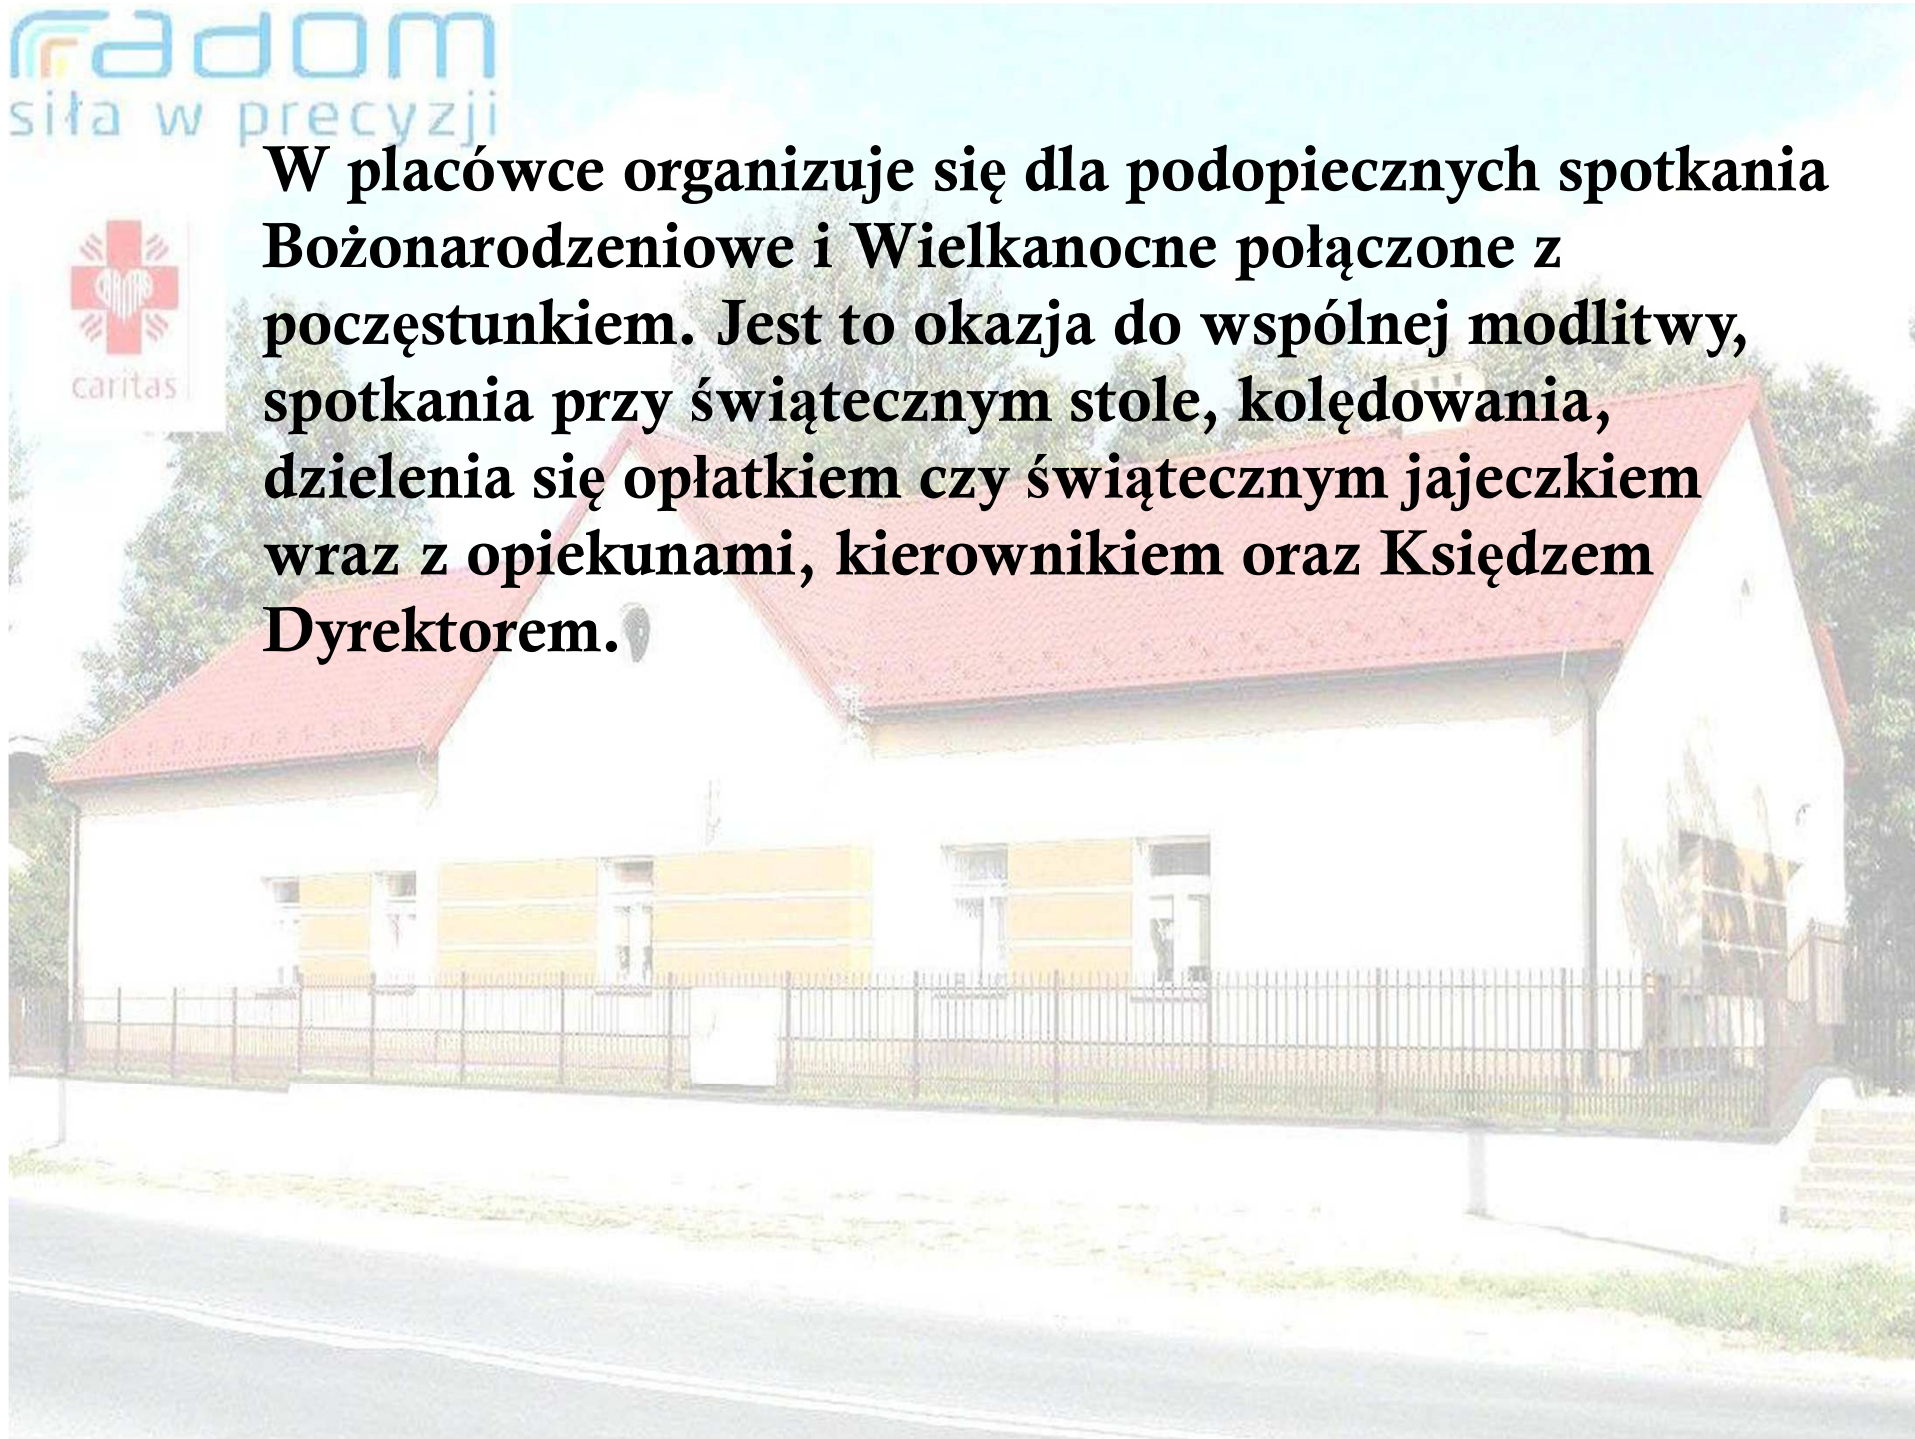 radom
siła w precyzji
W placówce organizuje się dla podopiecznych spotkania
Bożonarodzeniowe i Wielkanocne połączone z
poczęstunkiem. Jest to okazja do wspólnej modlitwy,
spotkania przy świątecznym stole, kolędowania,
dzielenia się opłatkiem czy świątecznym jajeczkiem
wraz z opiekunami, kierownikiem oraz Księdzem
Dyrektorem.
caritas